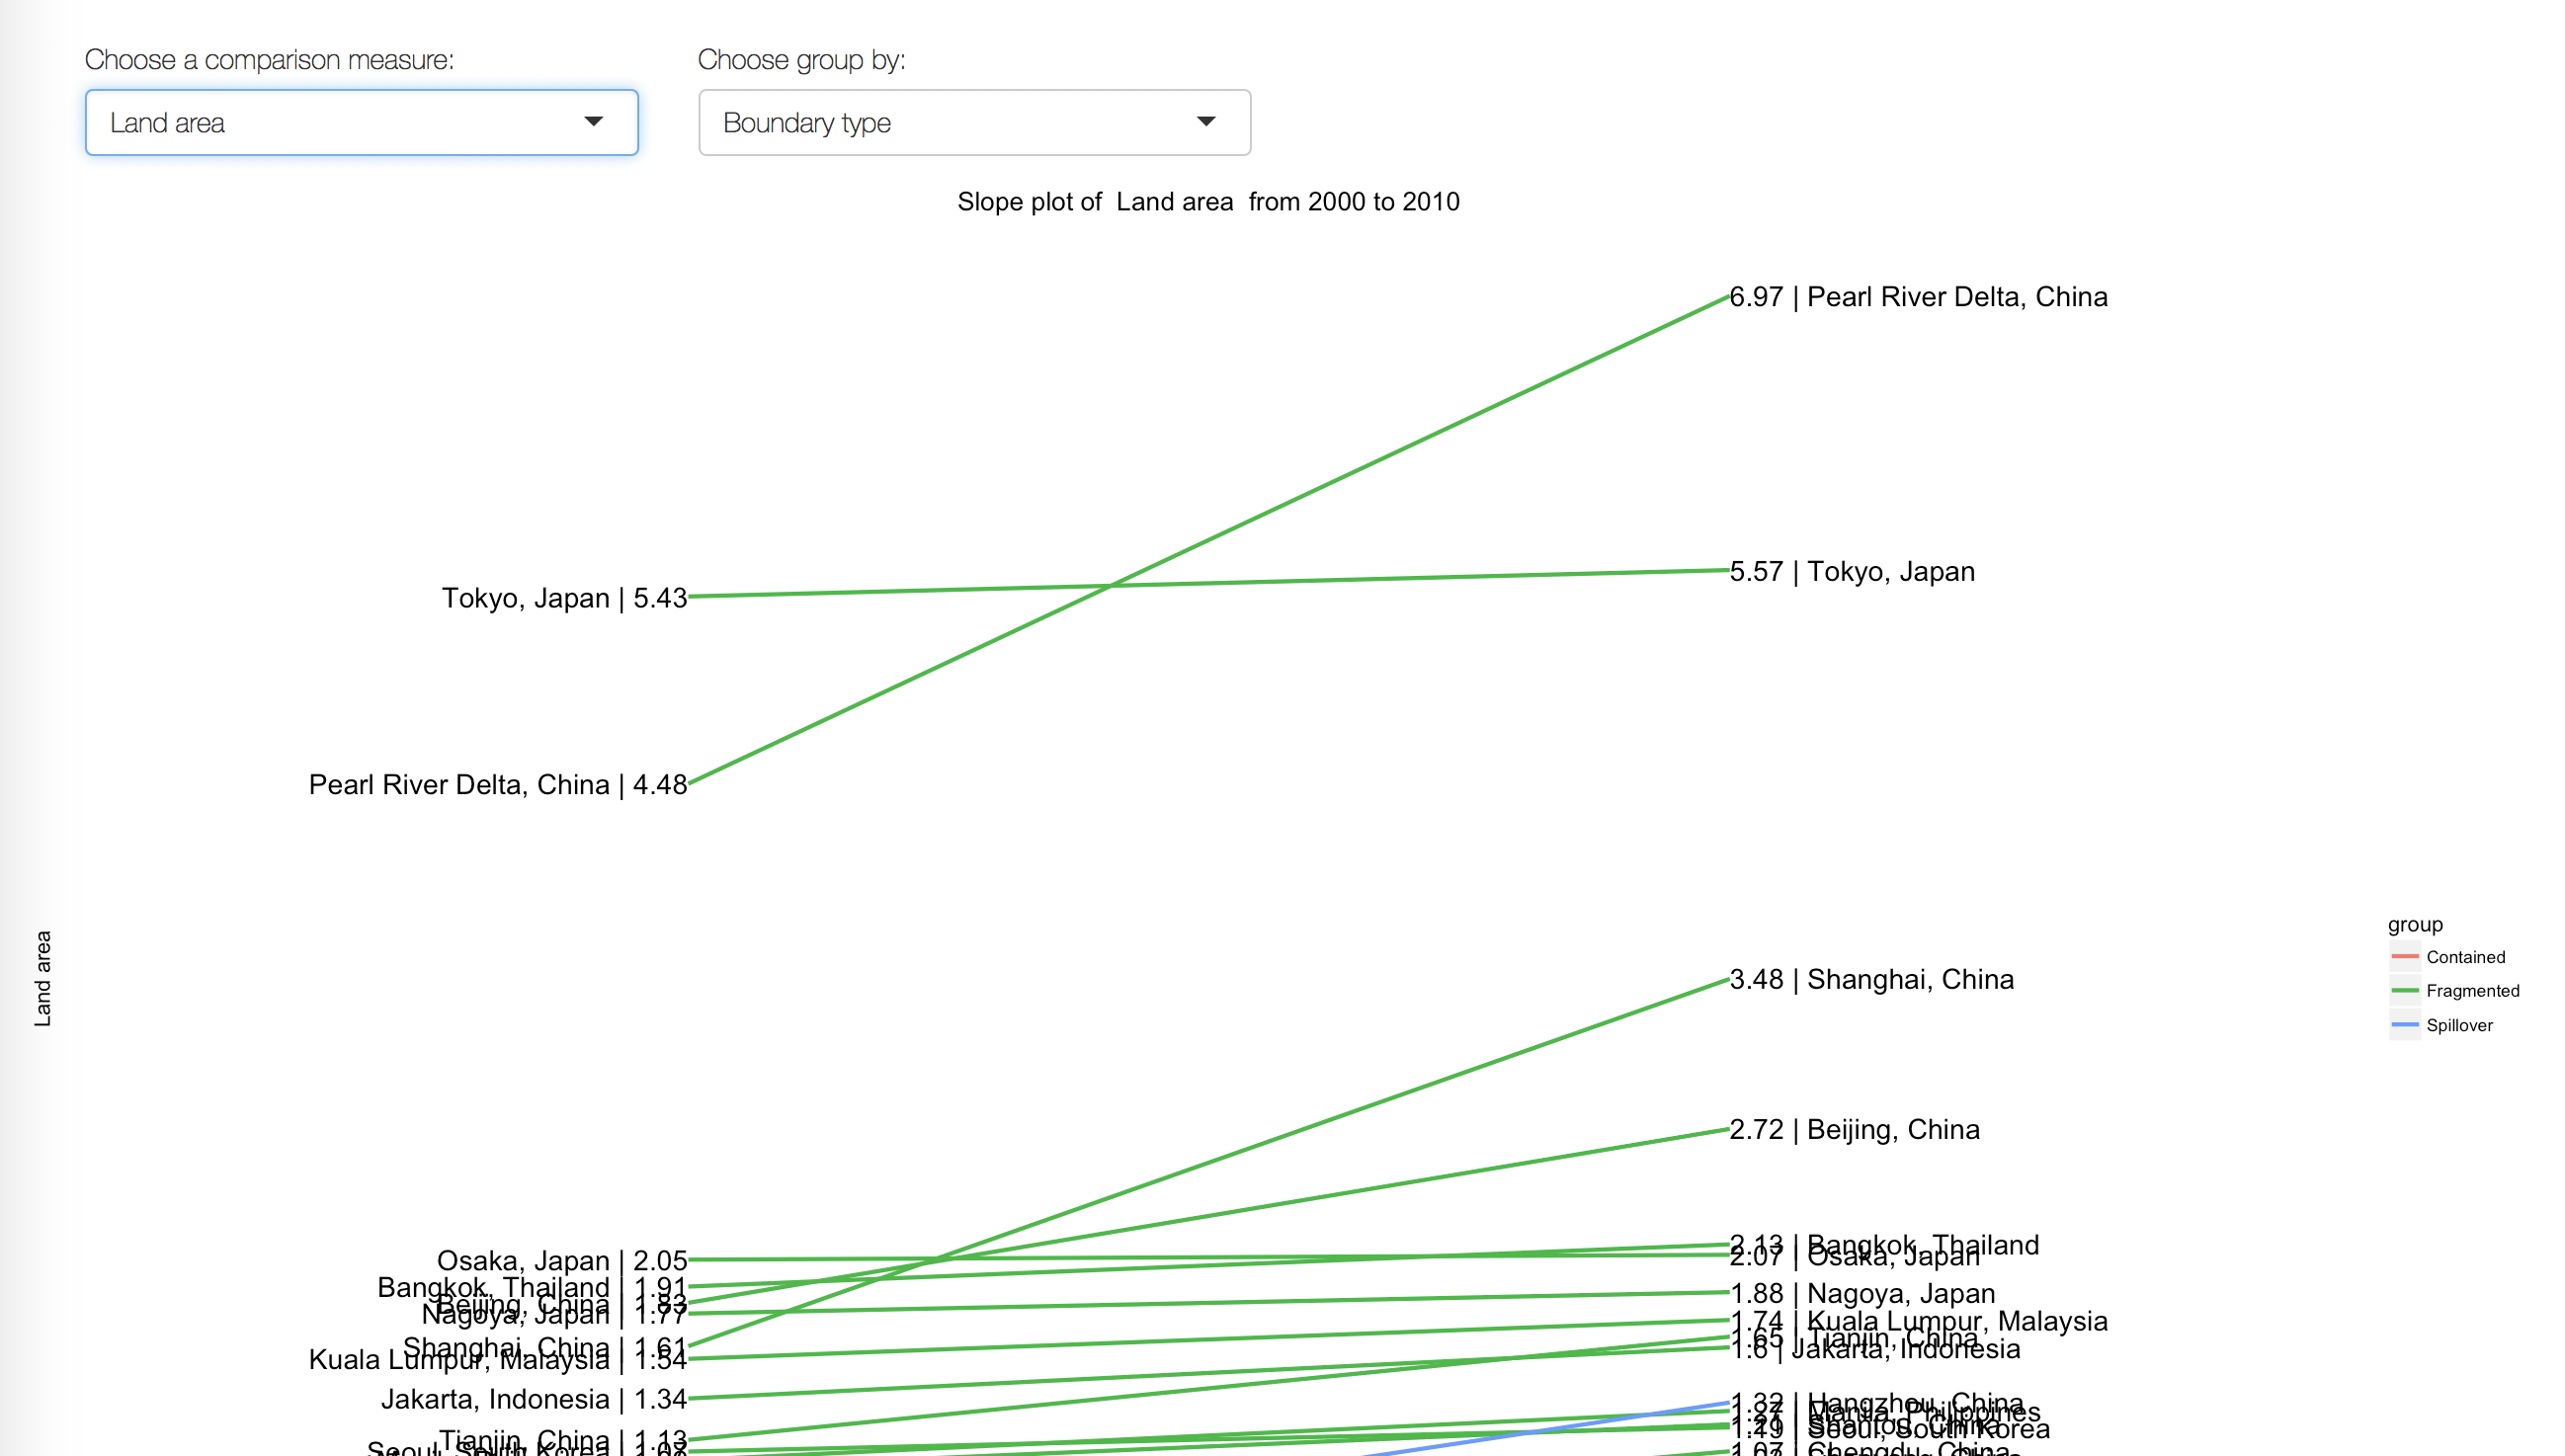 Choose a comparison measure:
Choose group by:
Land area
Boundary type
Slope plot of Land area from 2000 to 2010
6.97 | Pearl River Delta, China
5.57 | Tokyo, Japan
Tokyo, Japan | 5.43
Pearl River Delta, China | 4.48
3.48 | Shanghai, China
2.72 | Beijing, China
Land area
group
Contained
Fragmented
Spillover
Osaka, Japan | 2.05
Bangkok, Thailand | 1.91
Beijing, China | 1.83
Nagoya, Japan | 1.77
Shanghai, China | 1.61
Kuala Lumpur, Malaysia | 1.54
Jakarta, Indonesia | 1.34
Tianjin, China | 1.13
Seoul, South Korea
2.13 | Bangkok, Thailand
2.07 | Osaka, Japan
1.88 | Nagoya, Japan
1.74 | Kuala Lumpur, Malaysia
1.65 | Tianjin, China
1.6 | Jakarta, Indonesia
1.32 | Hangzhou, China
Manila, Philippines
1.19 | Seoul, South Korea
1.07 | Chengdu, China